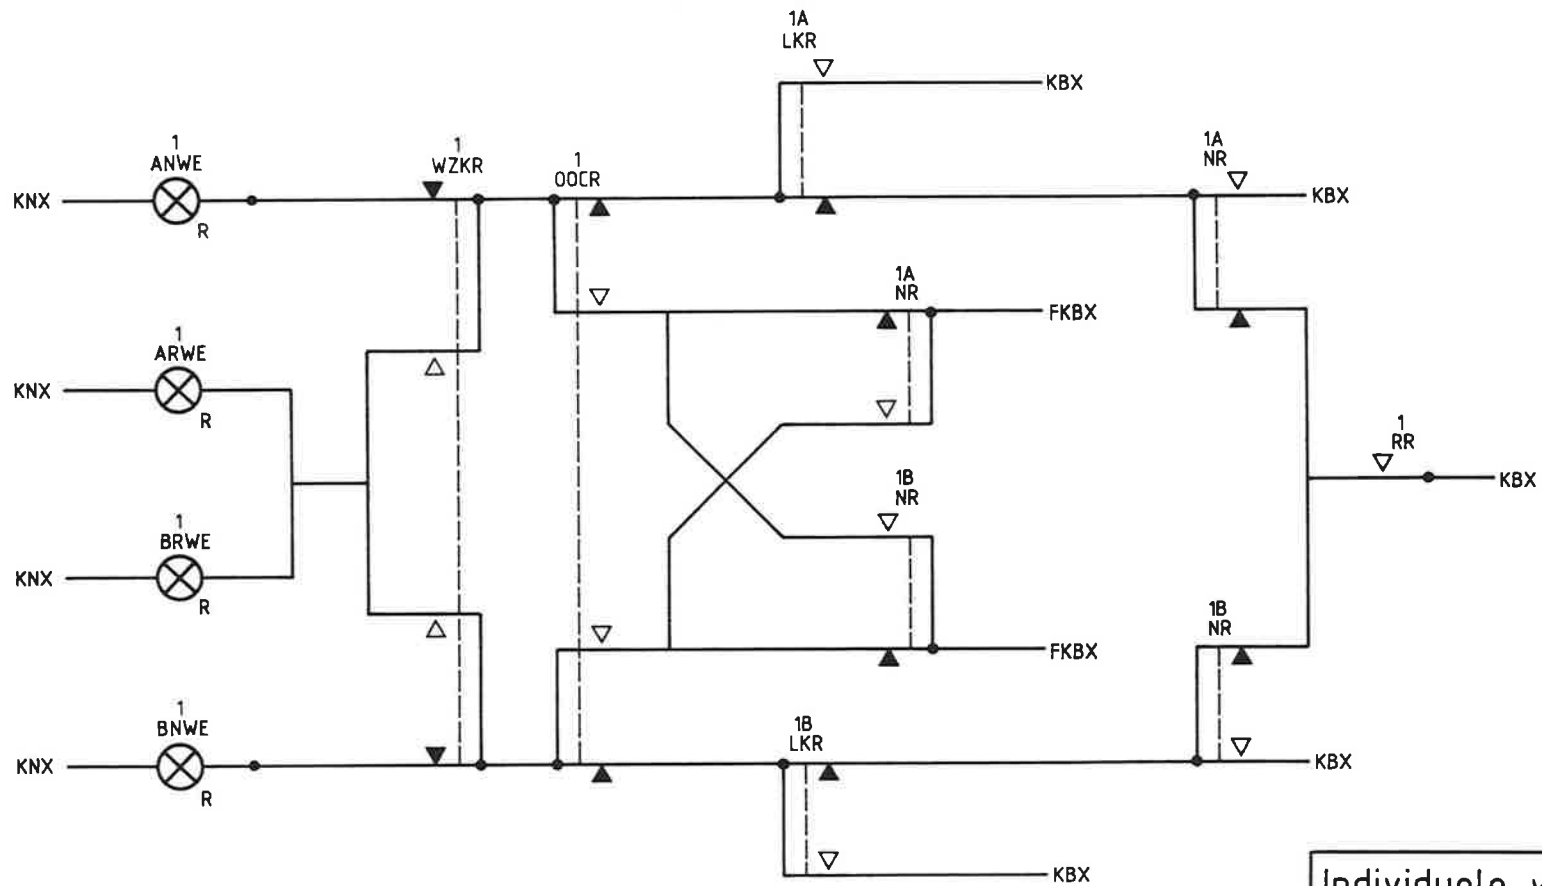 1A
LKR
KBX
1
ANWE
KNX
R
1
WZKR
1
OOCR
1A
NR
KBX
1A
NR
FKBX
1
ARWE
KNX
R
1
RR
KBX
1B
NR
1
BRWE
KNX
R
1B
NR
FKBX
1
BNWE
KNX
R
1B
LKR
KBX
KBX
Individuele